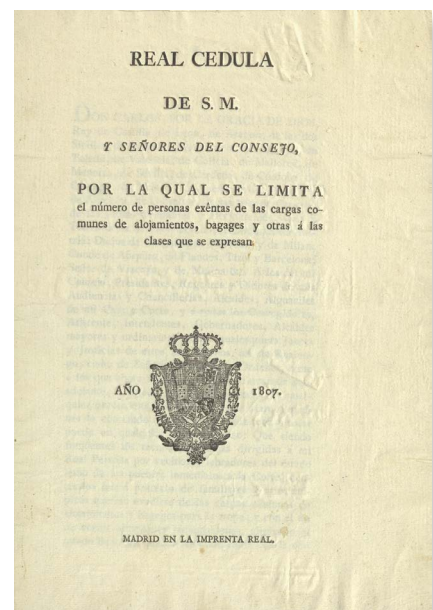 REAL CEDULA
DE S. M.
Y SEÑORES DEL CONSEJO,
POR LA QUAL SE LIMITA
el número de personas exêntas de las cargas co-
munes de alojamientos, bagages y otras á las
clases que se expresan.
AÑO 1807.
MADRID EN LA IMPRENTA REAL.